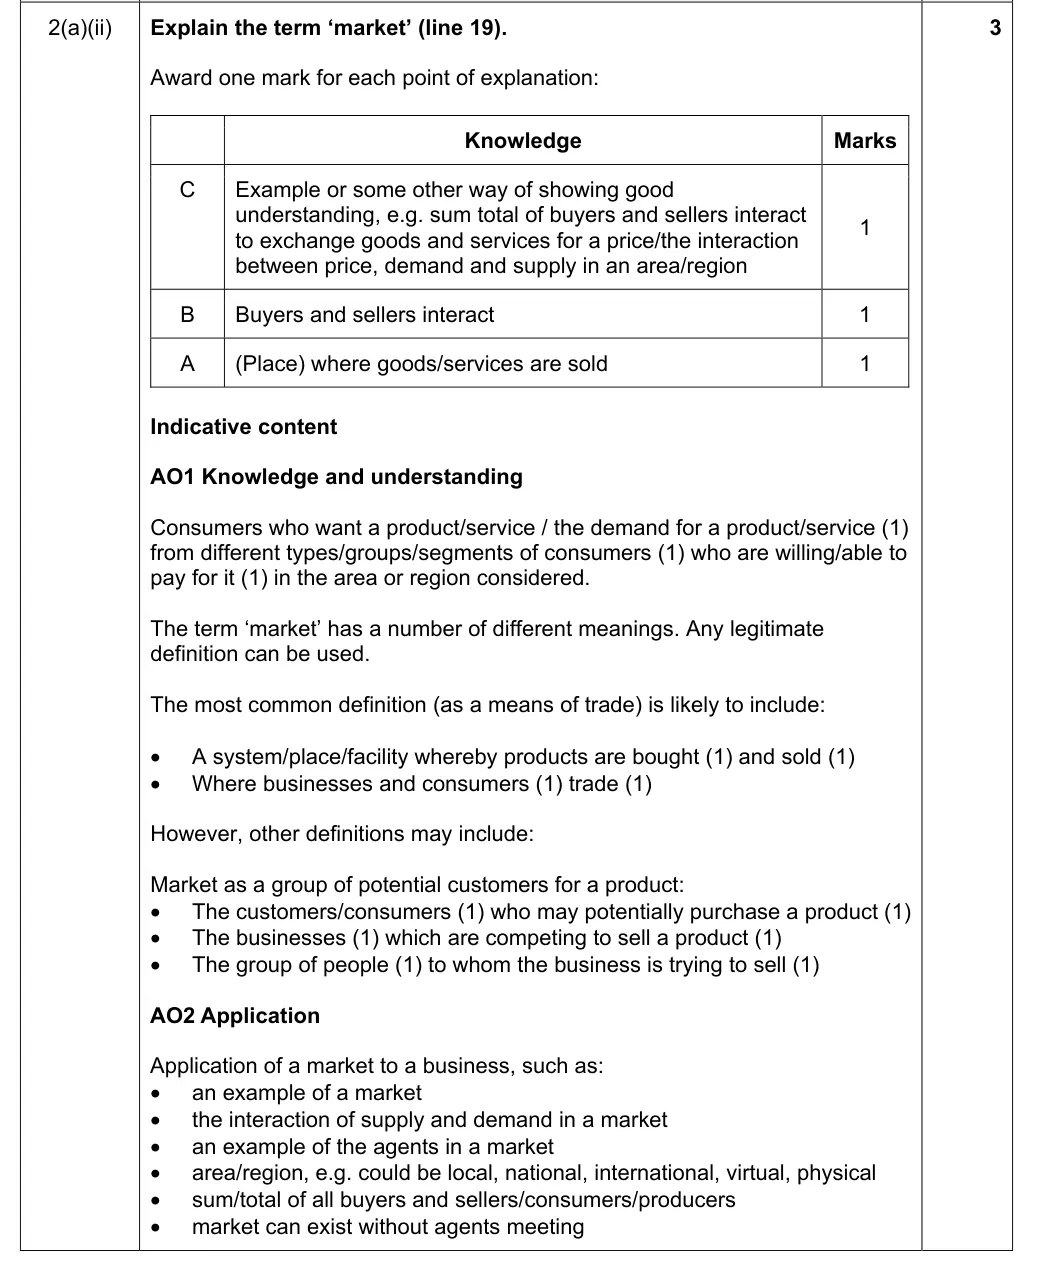 2(a)(ii) Explain the term ‘market’ (line 19). 3
Award one mark for each point of explanation:
Knowledge Marks
C Example or some other way of showing good
understanding, e.g. sum total of buyers and sellers interact
to exchange goods and services for a price/the interaction
between price, demand and supply in an area/region
1
B Buyers and sellers interact 1
A (Place) where goods/services are sold 1
Indicative content
AO1 Knowledge and understanding
Consumers who want a product/service / the demand for a product/service (1)
from different types/groups/segments of consumers (1) who are willing/able to
pay for it (1) in the area or region considered.
The term ‘market’ has a number of different meanings. Any legitimate
definition can be used.
The most common definition (as a means of trade) is likely to include:
• A system/place/facility whereby products are bought (1) and sold (1)
• Where businesses and consumers (1) trade (1)
However, other definitions may include:
Market as a group of potential customers for a product:
• The customers/consumers (1) who may potentially purchase a product (1)
• The businesses (1) which are competing to sell a product (1)
• The group of people (1) to whom the business is trying to sell (1)
AO2 Application
Application of a market to a business, such as:
• an example of a market
• the interaction of supply and demand in a market
• an example of the agents in a market
• area/region, e.g. could be local, national, international, virtual, physical
• sum/total of all buyers and sellers/consumers/producers
• market can exist without agents meeting